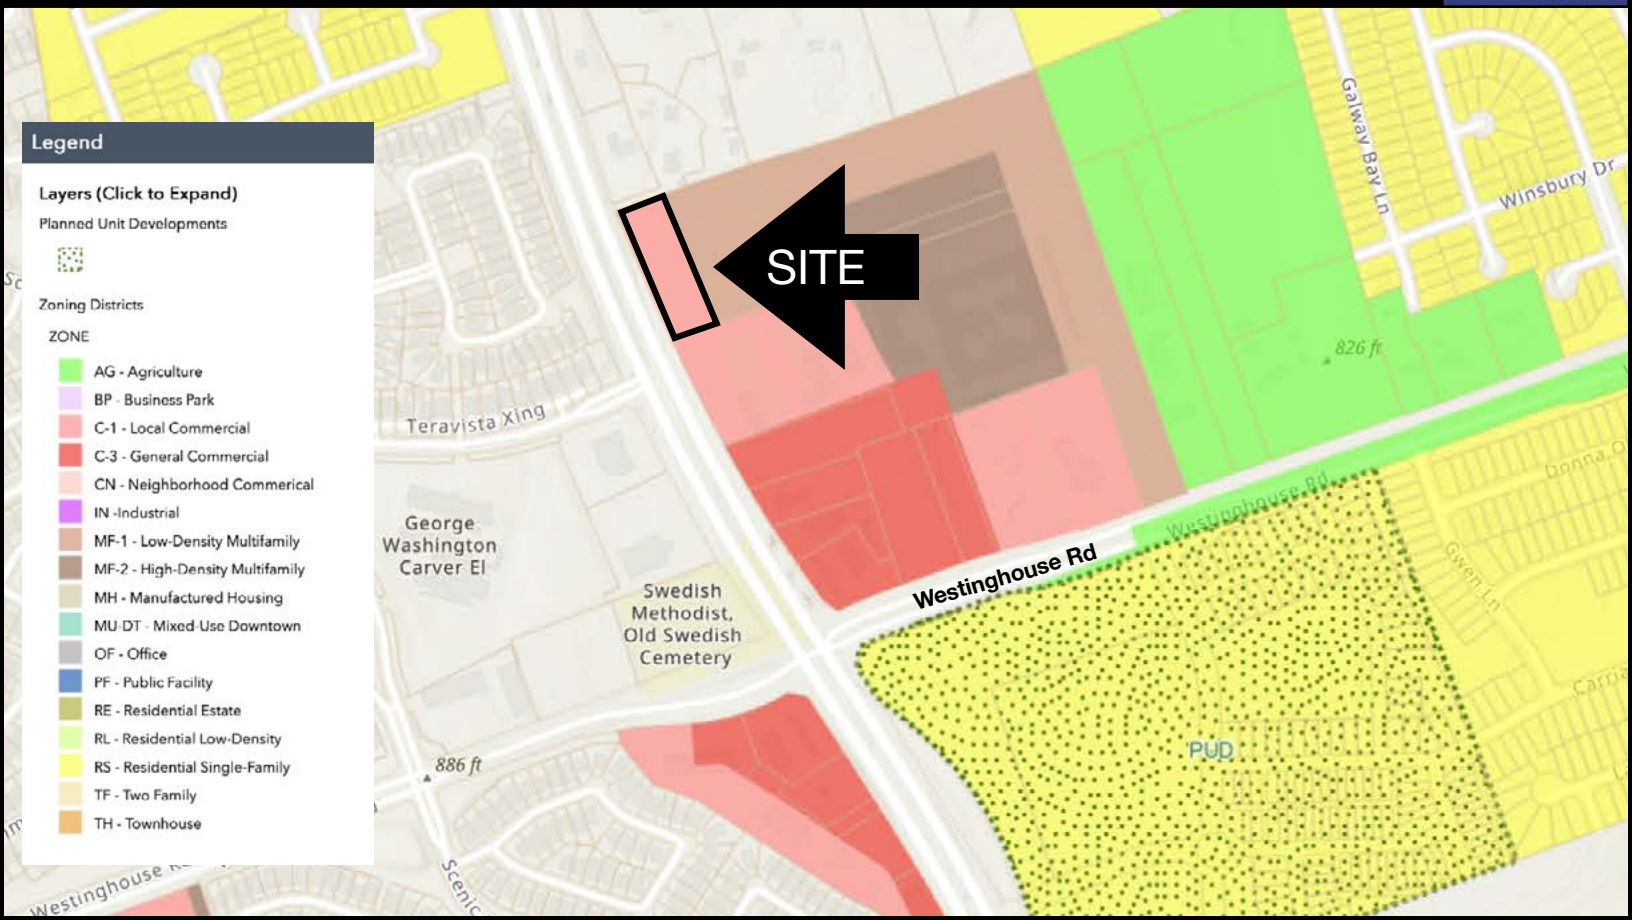 Legend
Layers (Click to Expand)
Planned Unit Developments
Zoning Districts
ZONE
AG - Agriculture
BP - Business Park
C-1 - Local Commercial
C-3 - General Commercial
CN - Neighborhood Commerical
IN -Industrial
MF-1 - Low-Density Multifamily
MF-2 - High-Density Multifamily
MH - Manufactured Housing
MU-DT - Mixed-Use Downtown
OF - Office
PF - Public Facility
RE - Residential Estate
RL - Residential Low-Density
RS - Residential Single-Family
TF - Two Family
TH - Townhouse
SITE
Galway Bay Ln
Winsbury Dr
826 ft
Teravista Xing
George
Washington
Carver El
Swedish
Methodist,
Old Swedish
Cemetery
Westinghouse Rd
Westinghouse Rd
Donna
Gwen Ln
PUD
886 ft
Scenic
Westinghouse